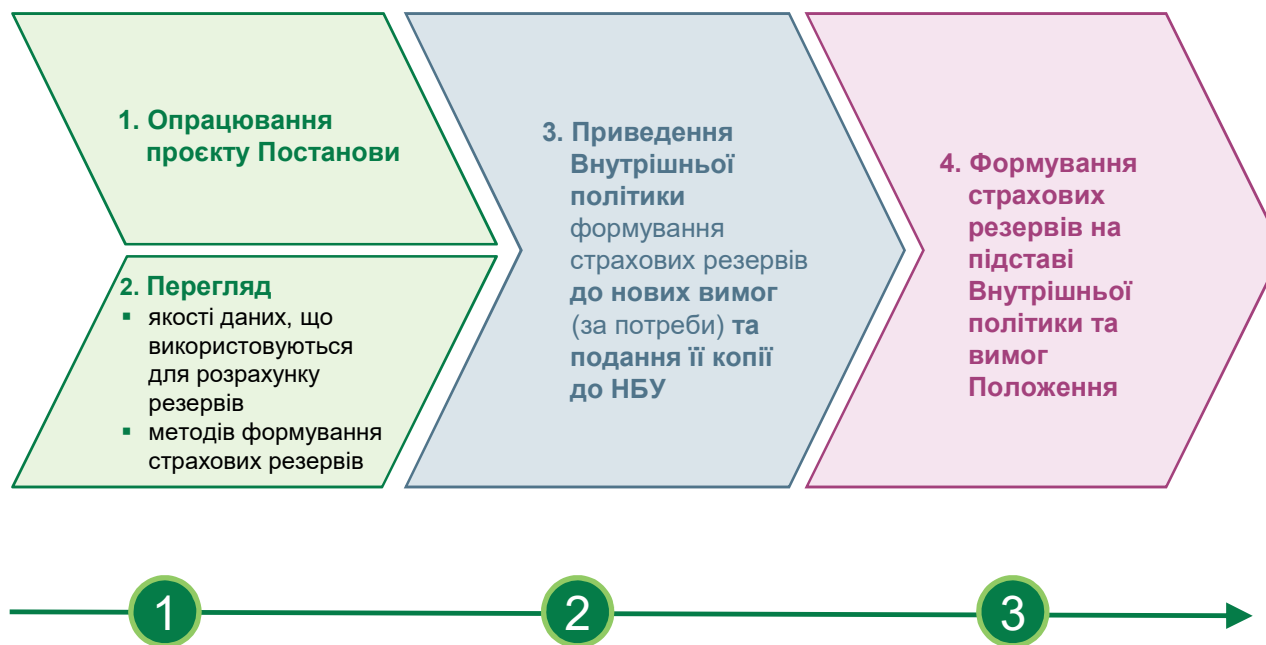 1. Опрацювання
проєкту Постанови
2. Перегляд
▪ якості даних, що
використовуються
для розрахунку
резервів
▪ методів формування
страхових резервів
3. Приведення
Внутрішньої
політики
формування
страхових резервів
до нових вимог
(за потреби) та
подання її копії
до НБУ
4. Формування
страхових
резервів на
підставі
Внутрішньої
політики та
вимог
Положення
1
2
3